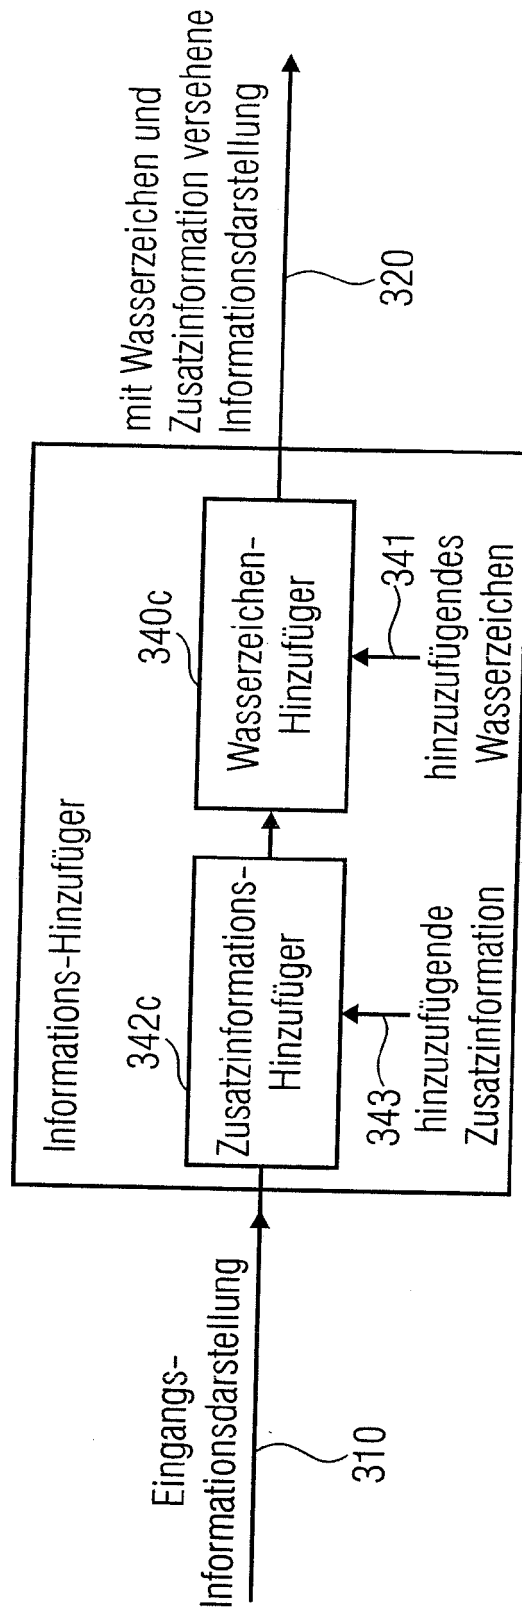 Eingangs-
Informationsdarstellung
310
Informations-Hinzufüger
342c
Zusatzinformations-
Hinzufüger
343
hinzuzufügende
Zusatzinformation
340c
Wasserzeichen-
Hinzufüger
341
hinzuzufügendes
Wasserzeichen
mit Wasserzeichen und
Zusatzinformation versehene
Informationsdarstellung
320